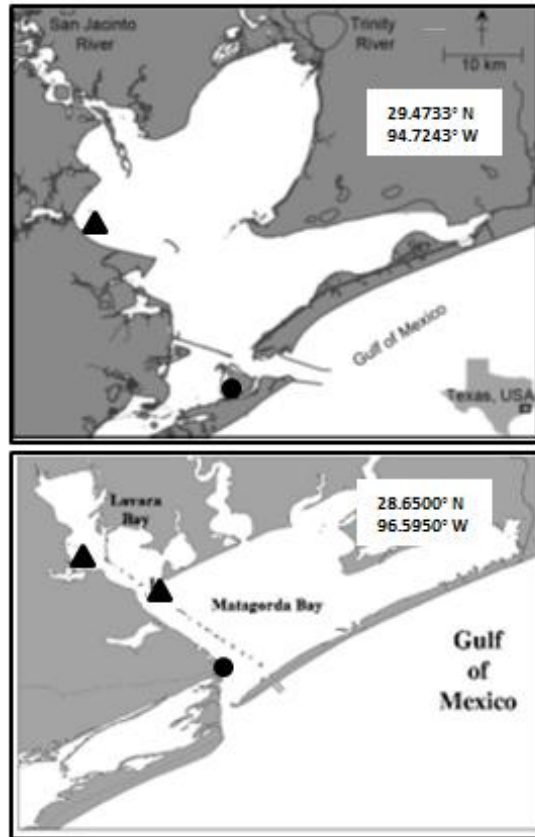 San Jacinto
River
Trinity
River
10 km
29.4733° N
94.7243° W
Gulf of Mexico
Texas, USA
Lavara
Bay
28.6500° N
96.5950° W
Matagorda Bay
Gulf
of
Mexico